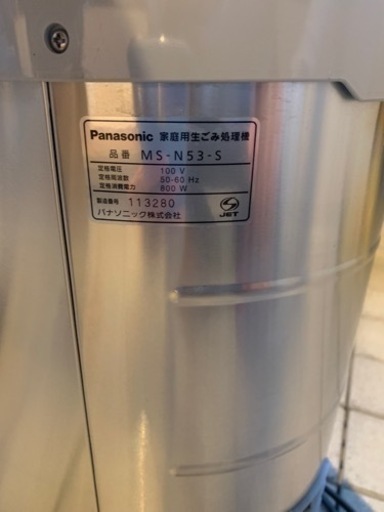 Panasonic 家庭用生ごみ処理機
品番 MS-N53-S
定格電圧 100 V
定格周波数 50-60 Hz
定格消費電力 800 W
製造番号 113280
パナソニック株式会社
S JET